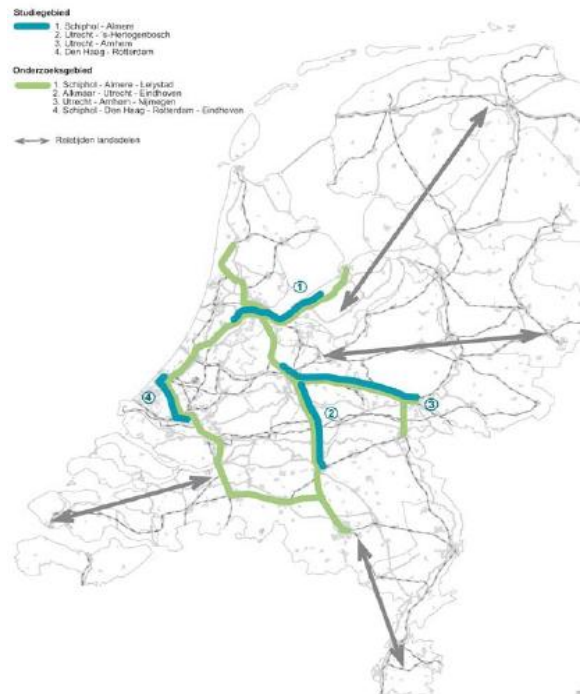 Studiegebied
1. Schiphol - Almere
2. Utrecht - 's-Hertogenbosch
3. Utrecht - Arnhem
4. Den Haag - Rotterdam
Onderzoeksgebied
1. Schiphol - Almere - Lelystad
2. Alkmaar - Utrecht - Eindhoven
3. Utrecht - Arnhem - Nijmegen
4. Schiphol - Den Haag - Rotterdam - Eindhoven
Reistijden landsdelen
1
2
3
4